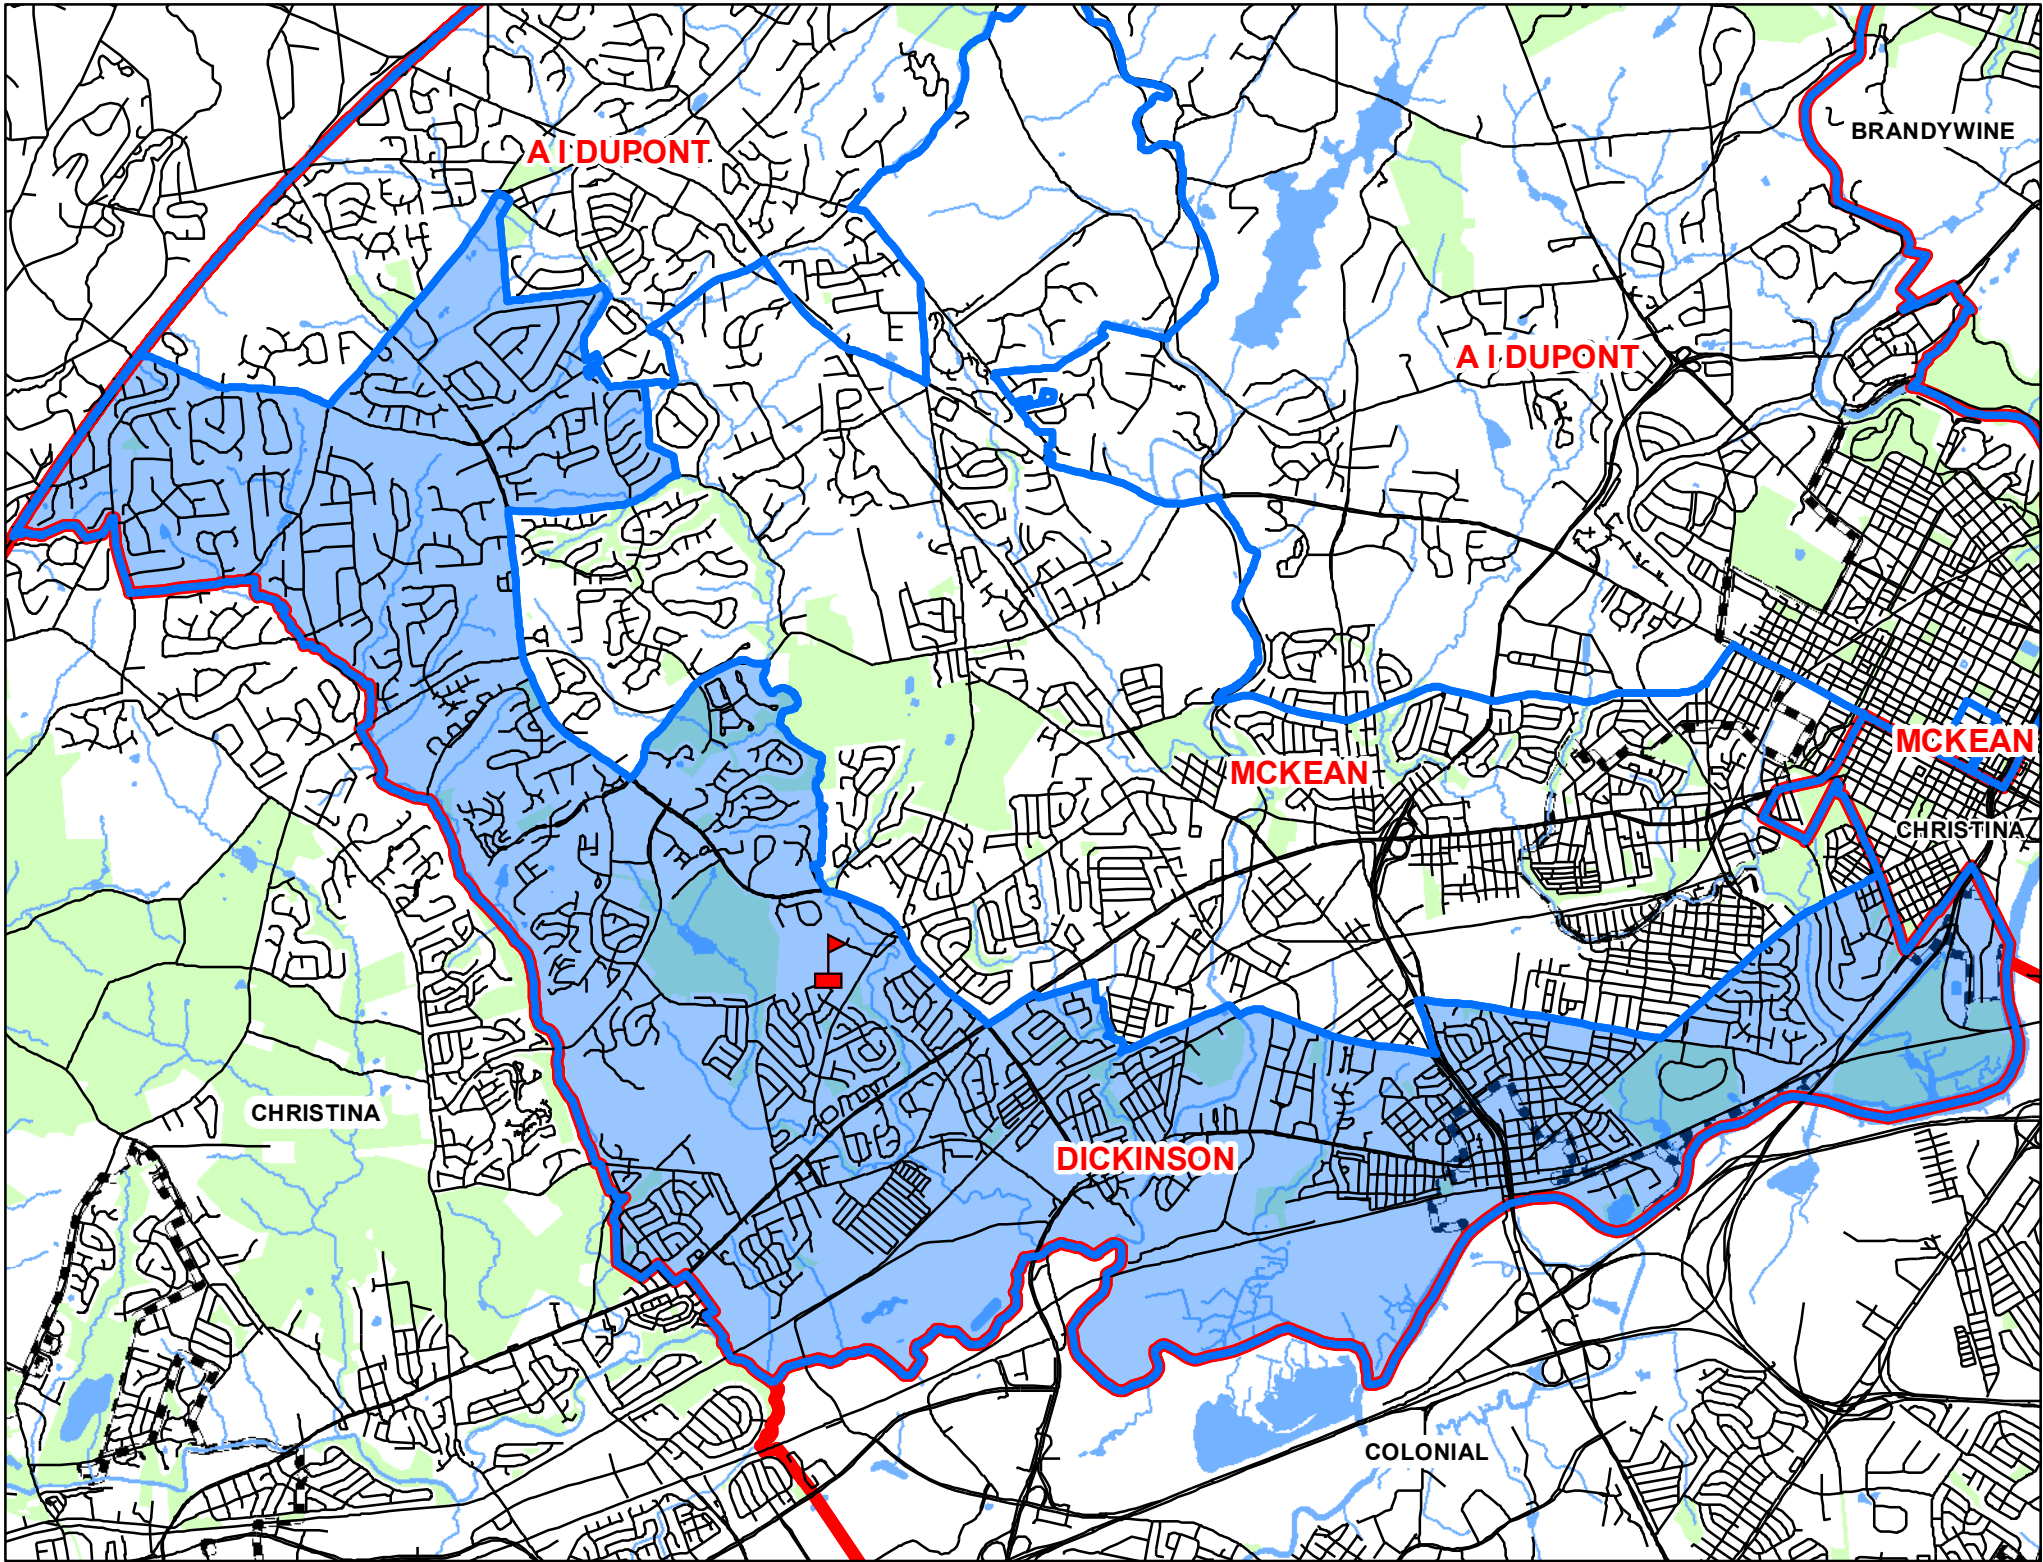 BRANDYWINE
A I DUPONT
A I DUPONT
MCKEAN
MCKEAN
CHRISTINA
CHRISTINA
DICKINSON
COLONIAL